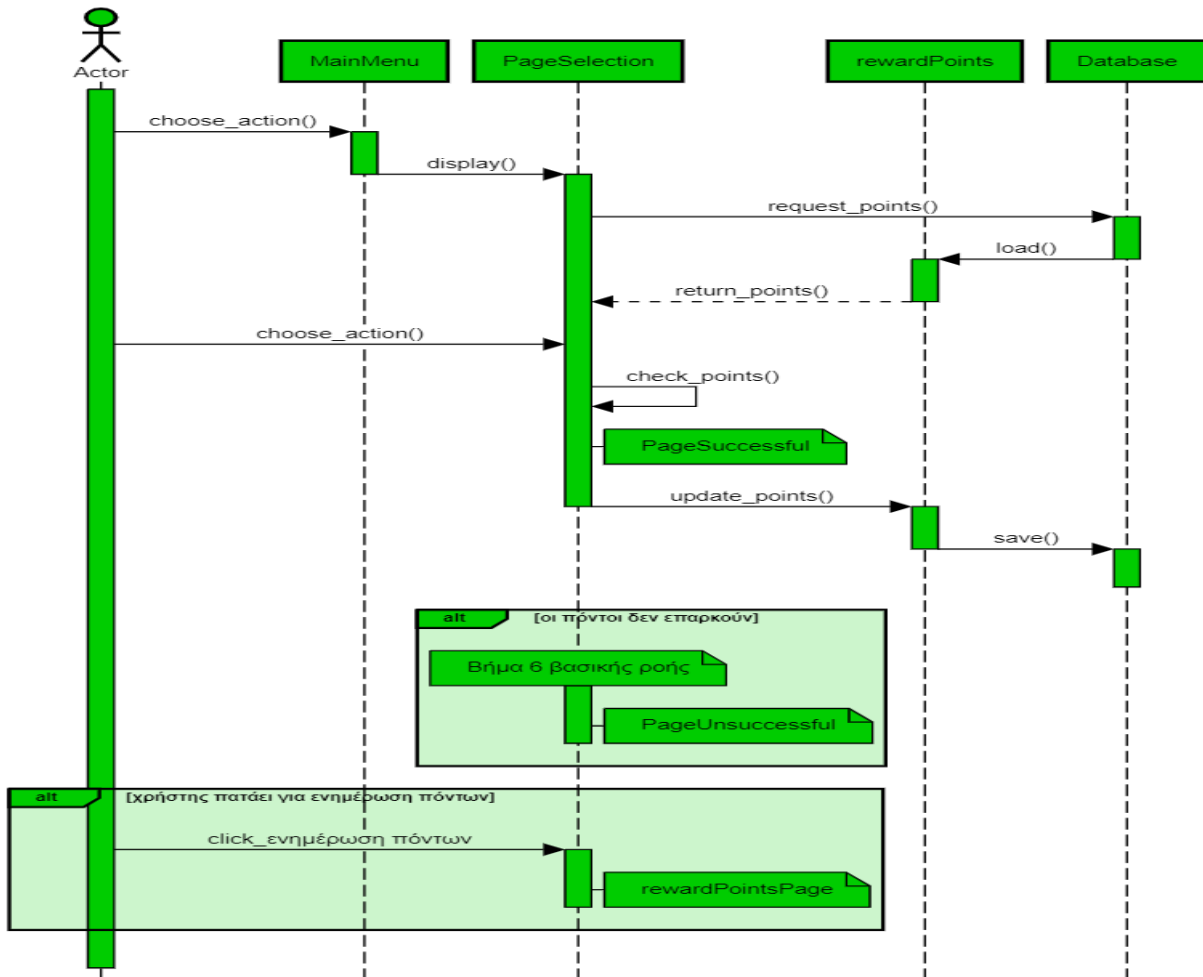 Actor
MainMenu
PageSelection
rewardPoints
Database
choose_action()
display()
request_points()
load()
return_points()
choose_action()
check_points()
PageSuccessful
update_points()
save()
alt
[οι πόντοι δεν επαρκούν]
Βήμα 6 βασικής ροής
PageUnsuccessful
alt
[χρήστης πατάει για ενημέρωση πόντων]
click_ενημέρωση πόντων
rewardPointsPage